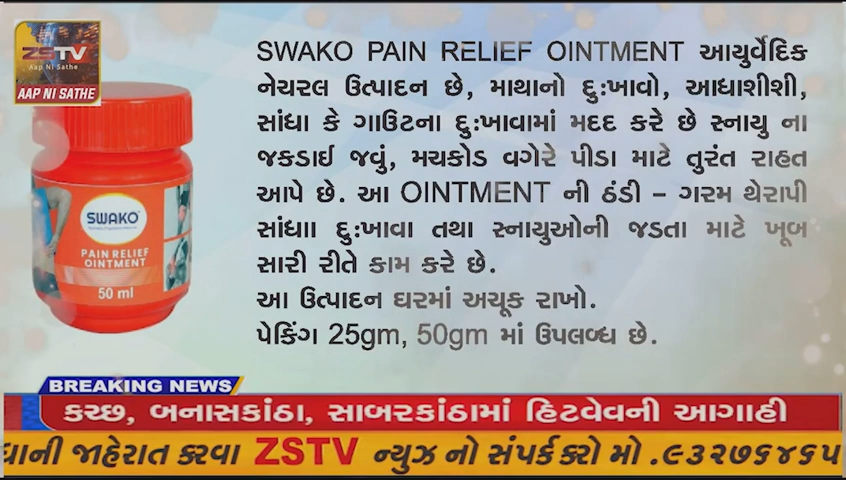 ZSTV
Aap Ni Sathe
AAP NI SATHE
SWAKO PAIN RELIEF OINTMENT આયુર્વેદિક
નેચરલ ઉત્પાદન છે, માથાનો દુઃખાવો, આધાશીશી,
સાંધા કે ગાઉટના દુઃખાવામાં મદદ કરે છે સ્નાયુ ના
જકડાઇ જવું, મચકોડ વગેરે પીડા માટે તુરંત રાહત
આપે છે. આ OINTMENT ની ઠંડી – ગરમ થેરાપી
સાંધાા દુઃખાવા તથા સ્નાયુઓની જડતા માટે ખૂબ
સારી રીતે કામ કરે છે.
આ ઉત્પાદન ઘરમાં અચૂક રાખો.
પેકિંગ 25gm, 50gm માં ઉપલબ્ધ છે.
SWAKO
PAIN RELIEF
OINTMENT
50 ml
BREAKING NEWS
કચ્છ, બનાસકાંઠા, સાબરકાંઠામાં હિટવેવની આગાહી
ધાની જાહેરાત કરવા ZSTV ન્યુઝ નો સંપર્ક કરો મો .૯૩૨૭૬૪૬૫